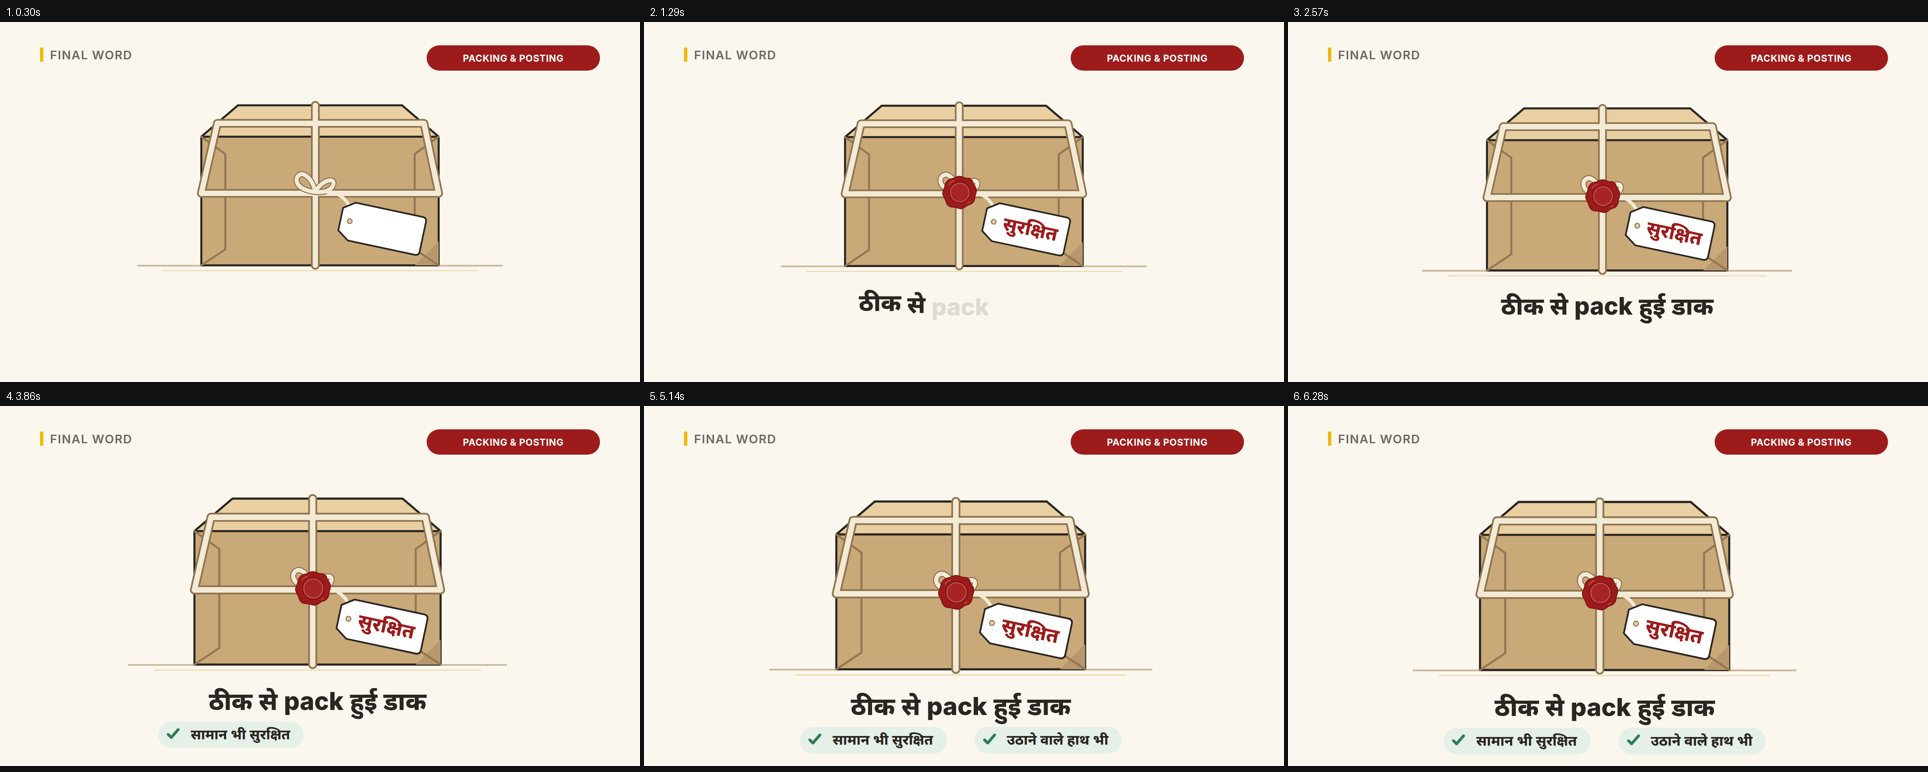 1. 0.30s
FINAL WORD
PACKING & POSTING
2. 1.29s
FINAL WORD
PACKING & POSTING
सुरक्षित
ठीक से pack
3. 2.57s
FINAL WORD
PACKING & POSTING
सुरक्षित
ठीक से pack हुई डाक
4. 3.86s
FINAL WORD
PACKING & POSTING
सुरक्षित
ठीक से pack हुई डाक
सामान भी सुरक्षित
5. 5.14s
FINAL WORD
PACKING & POSTING
सुरक्षित
ठीक से pack हुई डाक
सामान भी सुरक्षित
उठाने वाले हाथ भी
6. 6.28s
FINAL WORD
PACKING & POSTING
सुरक्षित
ठीक से pack हुई डाक
सामान भी सुरक्षित
उठाने वाले हाथ भी